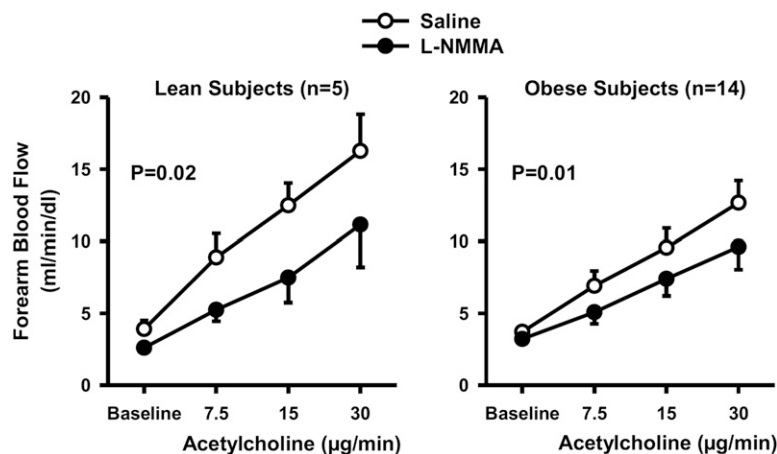 Saline
L-NMMA
Lean Subjects (n=5)
Obese Subjects (n=14)
Forearm Blood Flow
(ml/min/dl)
20
15
10
5
0
P=0.02
Baseline 7.5 15 30
Acetylcholine (µg/min)
20
15
10
5
0
P=0.01
Baseline 7.5 15 30
Acetylcholine (µg/min)